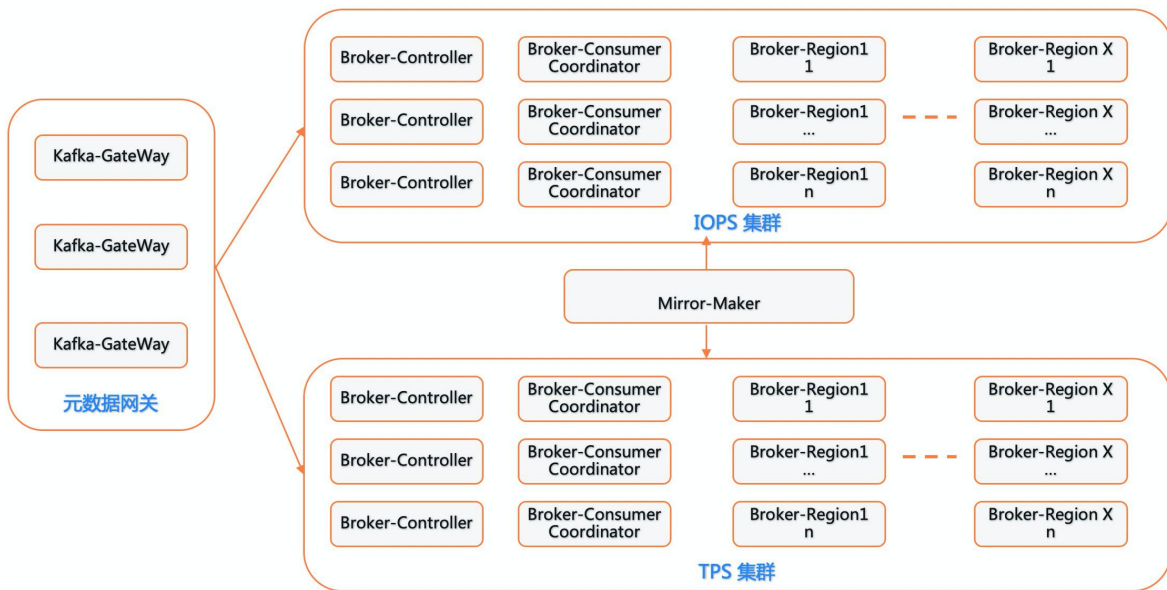 Kafka-GateWay
Kafka-GateWay
Kafka-GateWay
元数据网关
Broker-Controller
Broker-Consumer
Coordinator
Broker-Region1
1
Broker-Region X
1
Broker-Controller
Broker-Consumer
Coordinator
Broker-Region1
...
Broker-Region X
...
Broker-Controller
Broker-Consumer
Coordinator
Broker-Region1
n
Broker-Region X
n
IOPS 集群
Mirror-Maker
Broker-Controller
Broker-Consumer
Coordinator
Broker-Region1
1
Broker-Region X
1
Broker-Controller
Broker-Consumer
Coordinator
Broker-Region1
...
Broker-Region X
...
Broker-Controller
Broker-Consumer
Coordinator
Broker-Region1
n
Broker-Region X
n
TPS 集群